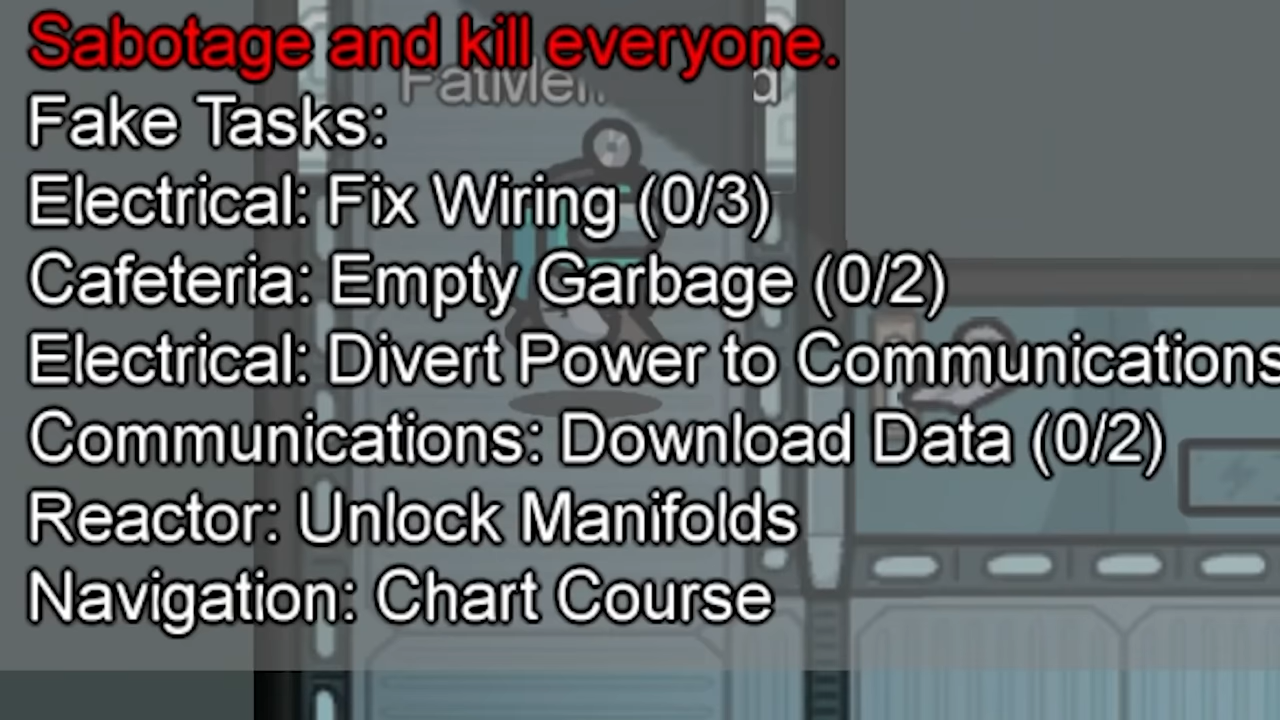 Sabotage and kill everyone.
Fake Tasks:
Electrical: Fix Wiring (0/3)
Cafeteria: Empty Garbage (0/2)
Electrical: Divert Power to Communications
Communications: Download Data (0/2)
Reactor: Unlock Manifolds
Navigation: Chart Course